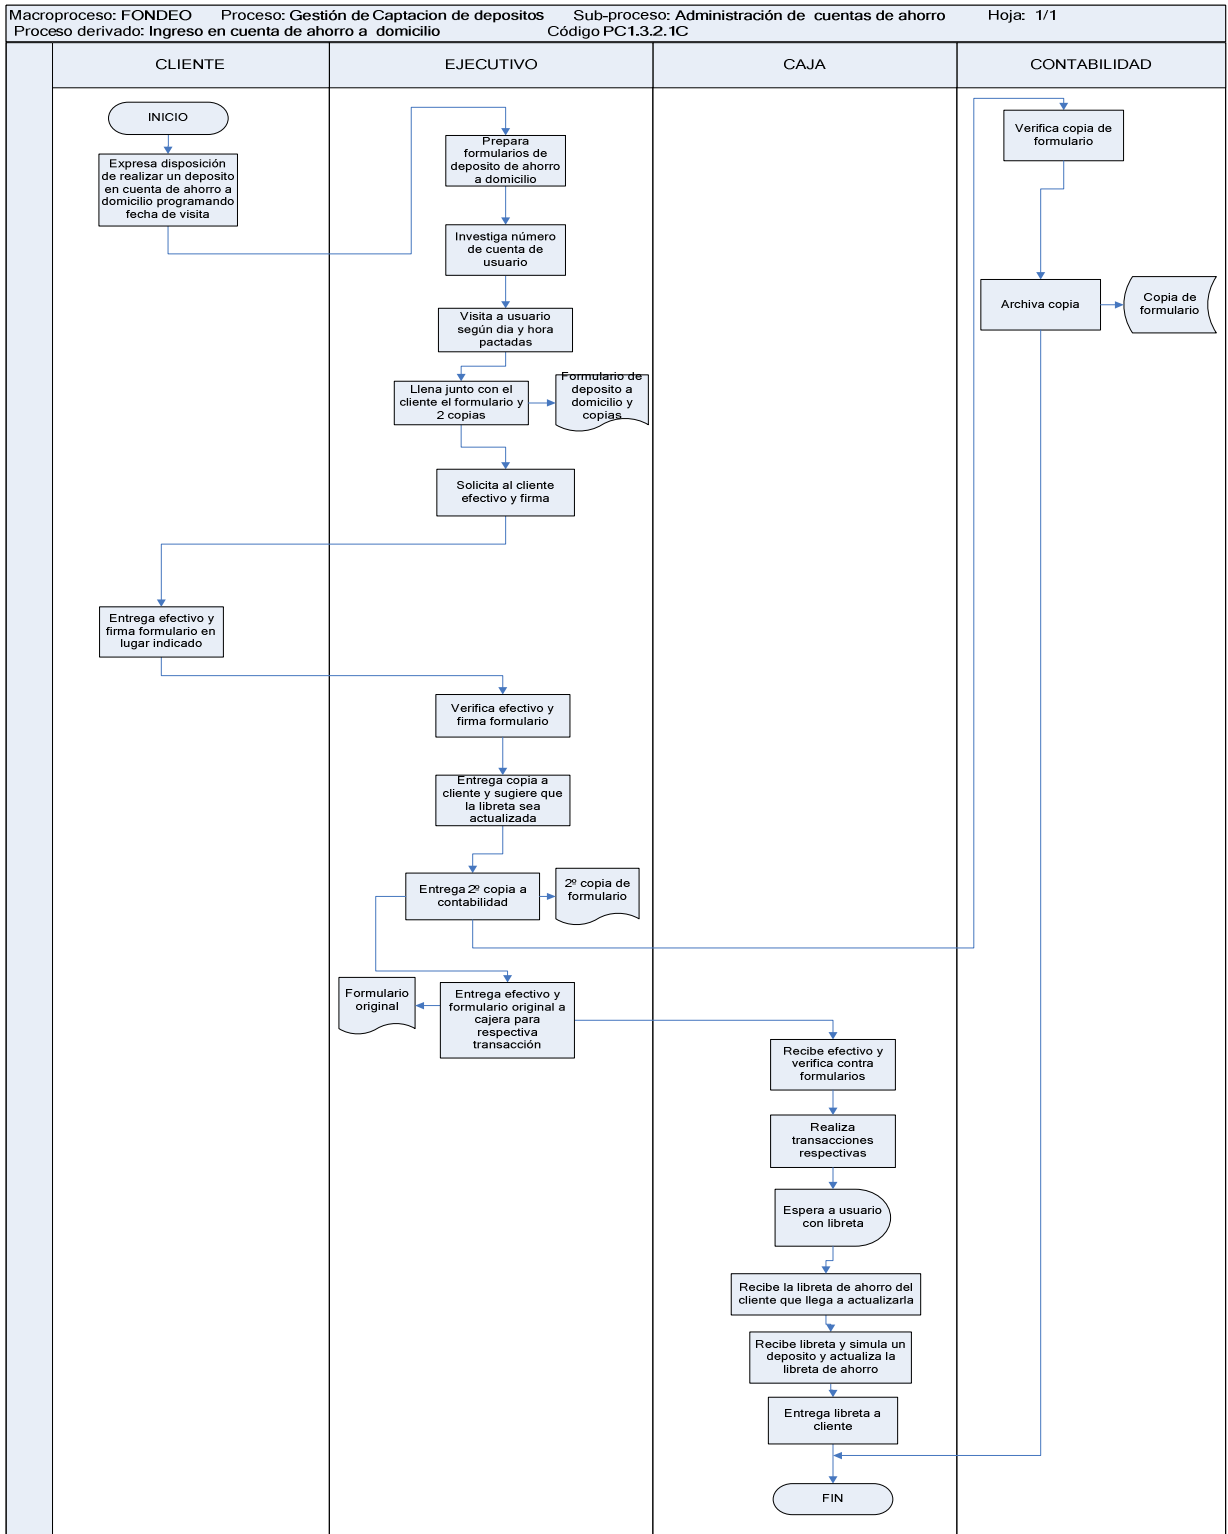 Macroproceso: FONDEO Proceso: Gestión de Captacion de depositos Sub-proceso: Administración de cuentas de ahorro Hoja: 1/1
Proceso derivado: Ingreso en cuenta de ahorro a domicilio Código PC1.3.2.1C
CLIENTE
EJECUTIVO
CAJA
CONTABILIDAD
INICIO
Expresa disposición
de realizar un deposito
en cuenta de ahorro a
domicilio programando
fecha de visita
Prepara
formularios de
deposito de ahorro
a domicilio
Investiga número
de cuenta de
usuario
Visita a usuario
según dia y hora
pactadas
Llena junto con el
cliente el formulario y
2 copias
Formulario de
deposito a
domicilio y
copias
Solicita al cliente
efectivo y firma
Entrega efectivo y
firma formulario en
lugar indicado
Verifica efectivo y
firma formulario
Entrega copia a
cliente y sugiere que
la libreta sea
actualizada
Entrega 2º copia a
contabilidad
2º copia de
formulario
Formulario
original
Entrega efectivo y
formulario original a
cajera para
respectiva
transacción
Verifica copia de
formulario
Archiva copia
Copia de
formulario
Recibe efectivo y
verifica contra
formularios
Realiza
transacciones
respectivas
Espera a usuario
con libreta
Recibe la libreta de ahorro del
cliente que llega a actualizarla
Recibe libreta y simula un
deposito y actualiza la
libreta de ahorro
Entrega libreta a
cliente
FIN